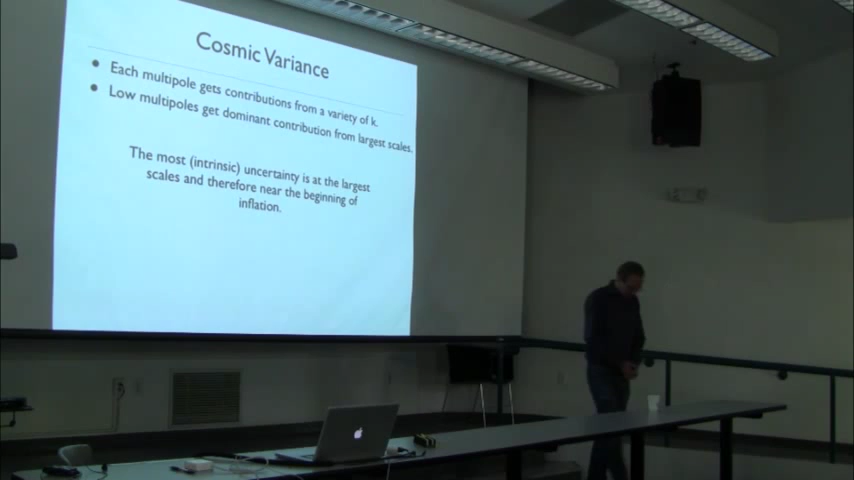 Cosmic Variance
Each multipole gets contributions from a variety of k.
Low multipoles get dominant contribution from largest scales.
The most (intrinsic) uncertainty is at the largest
scales and therefore near the beginning of
inflation.